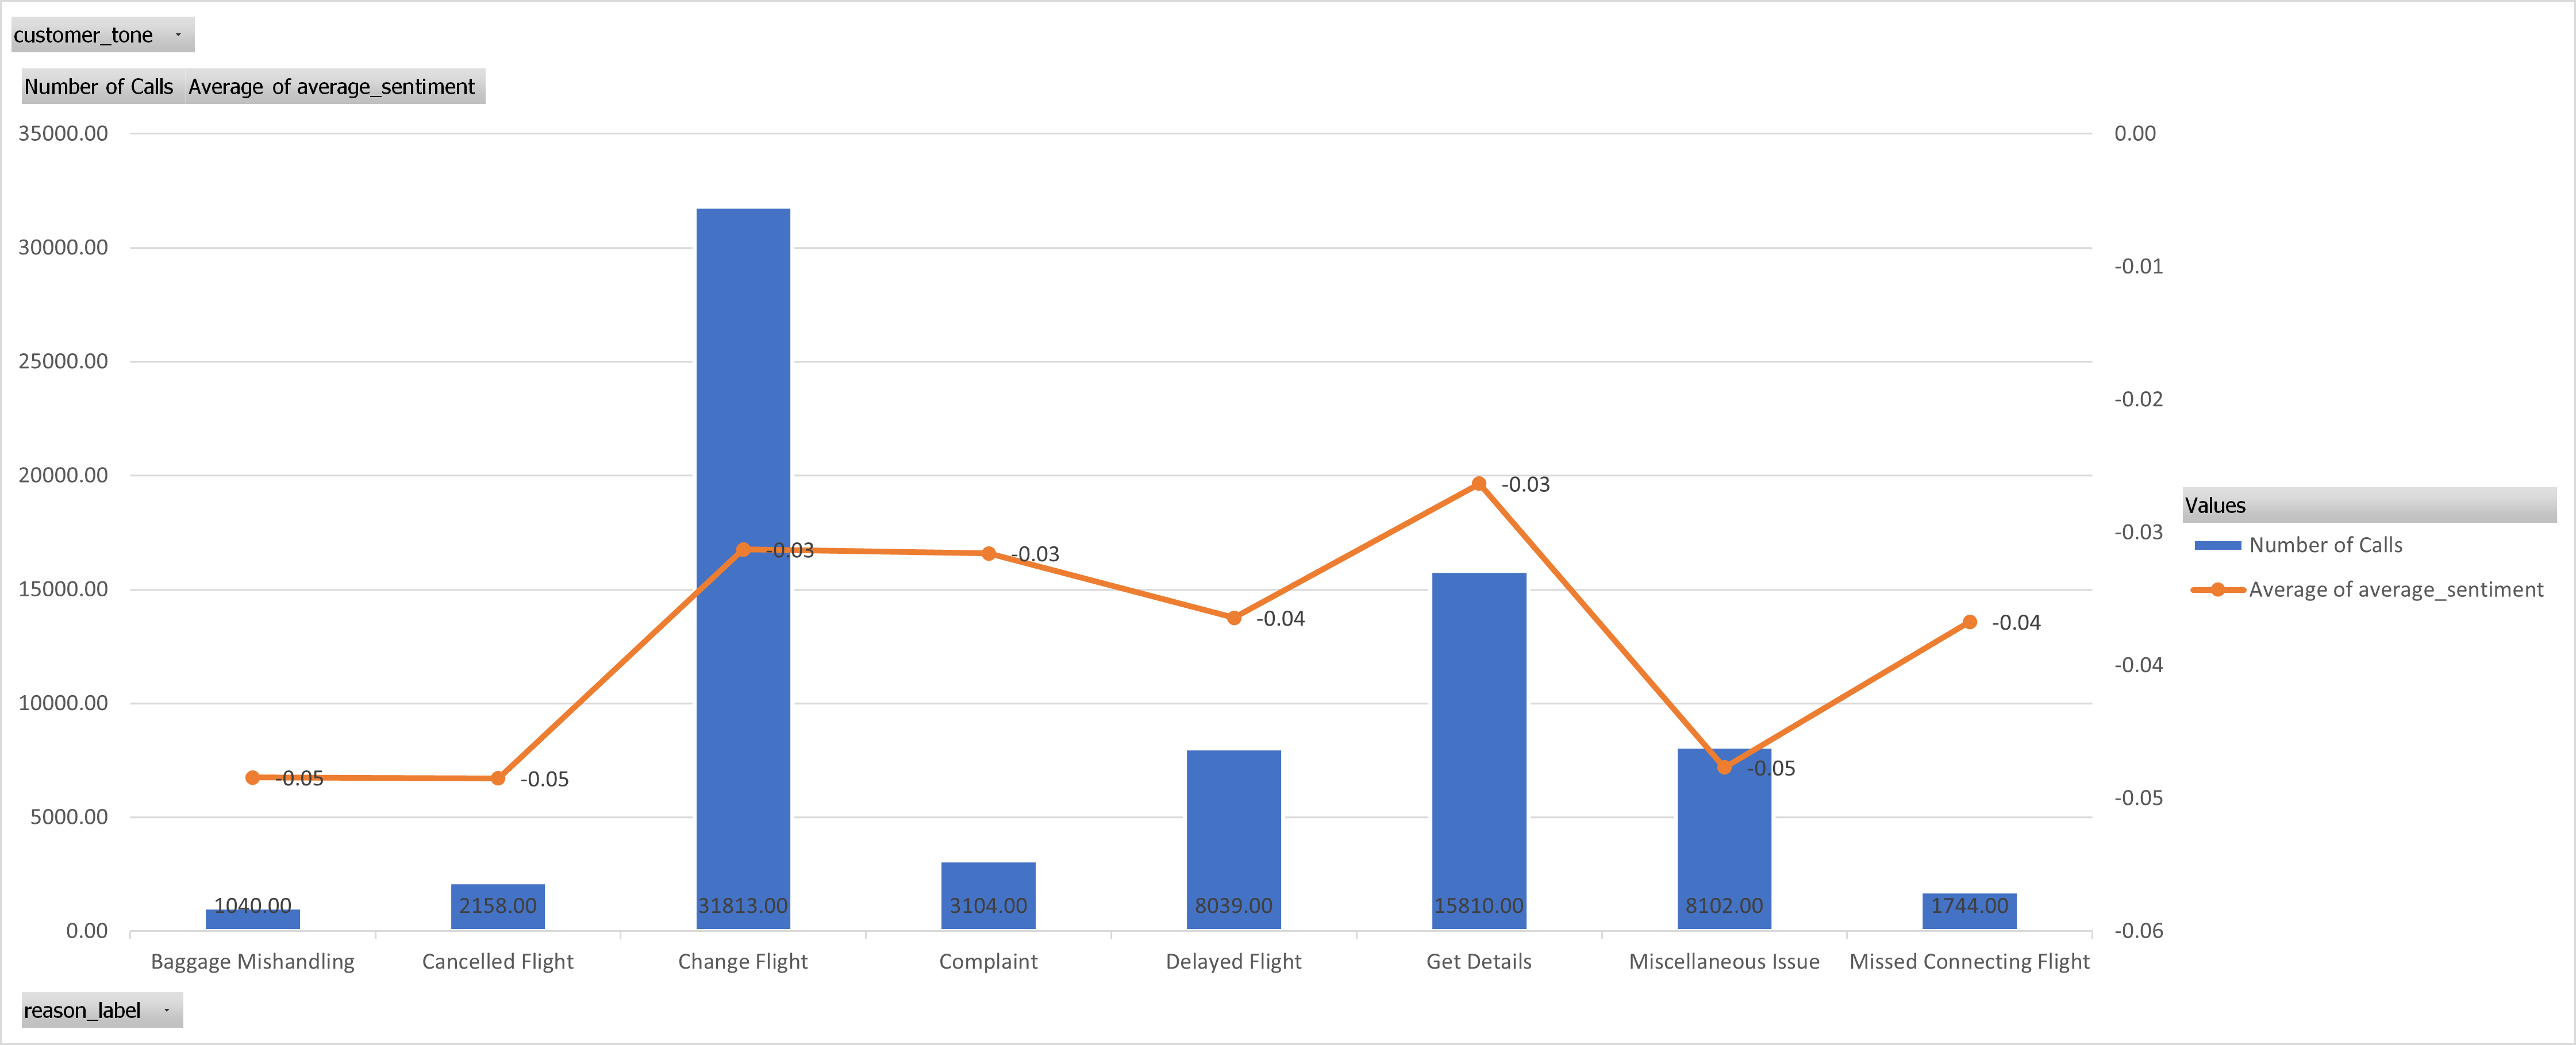 customer_tone
Number of Calls Average of average_sentiment
35000.00
30000.00
25000.00
20000.00
15000.00
10000.00
5000.00
0.00
0.00
-0.01
-0.02
-0.03
-0.04
-0.05
-0.06
-0.05
-0.05
-0.03
-0.03
-0.04
-0.03
-0.05
-0.04
1040.00
2158.00
31813.00
3104.00
8039.00
15810.00
8102.00
1744.00
Baggage Mishandling
Cancelled Flight
Change Flight
Complaint
Delayed Flight
Get Details
Miscellaneous Issue
Missed Connecting Flight
Values
Number of Calls
Average of average_sentiment
reason_label